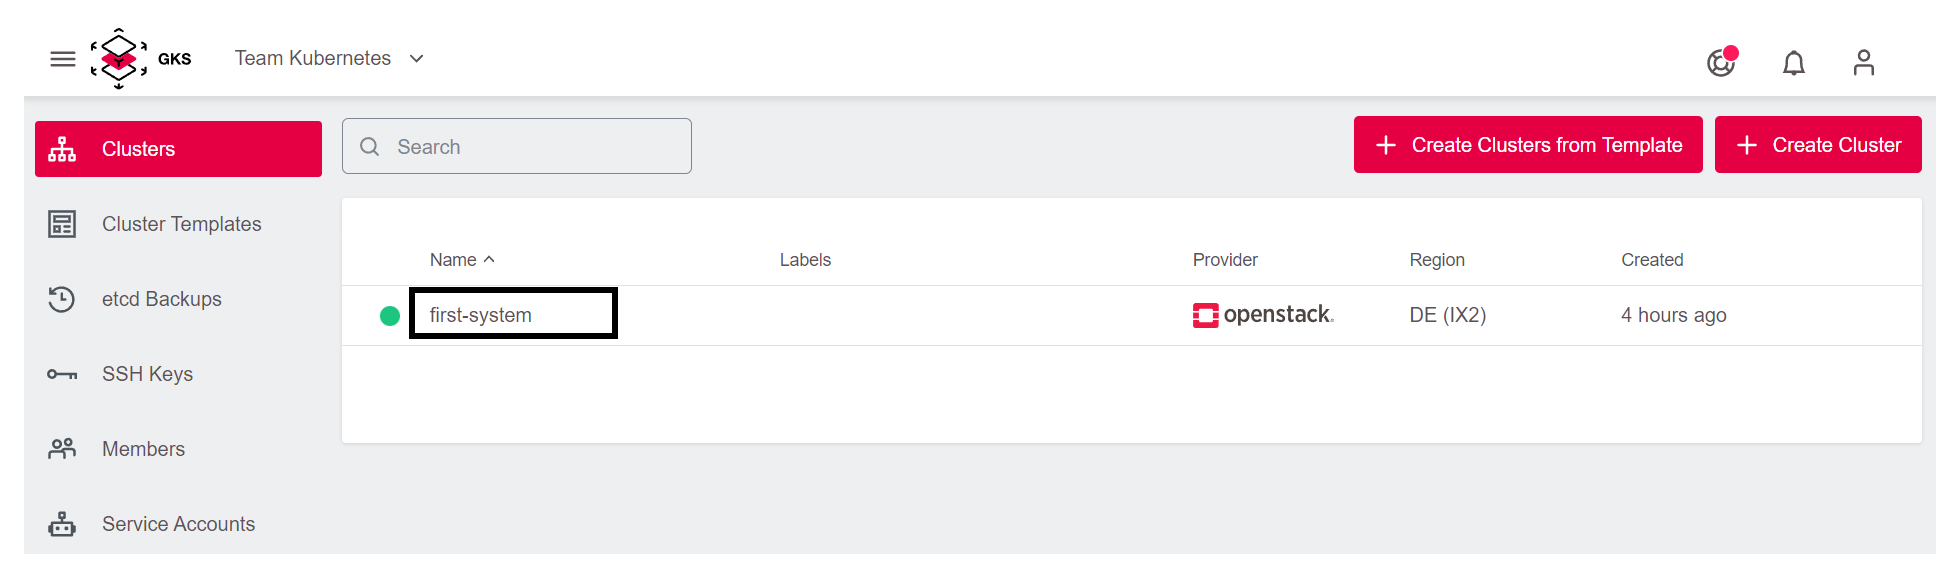 GKS
Team Kubernetes
Clusters
Search
Create Clusters from Template
Create Cluster
Cluster Templates
Name
Labels
Provider
Region
Created
etcd Backups
first-system
openstack.
DE (IX2)
4 hours ago
SSH Keys
Members
Service Accounts